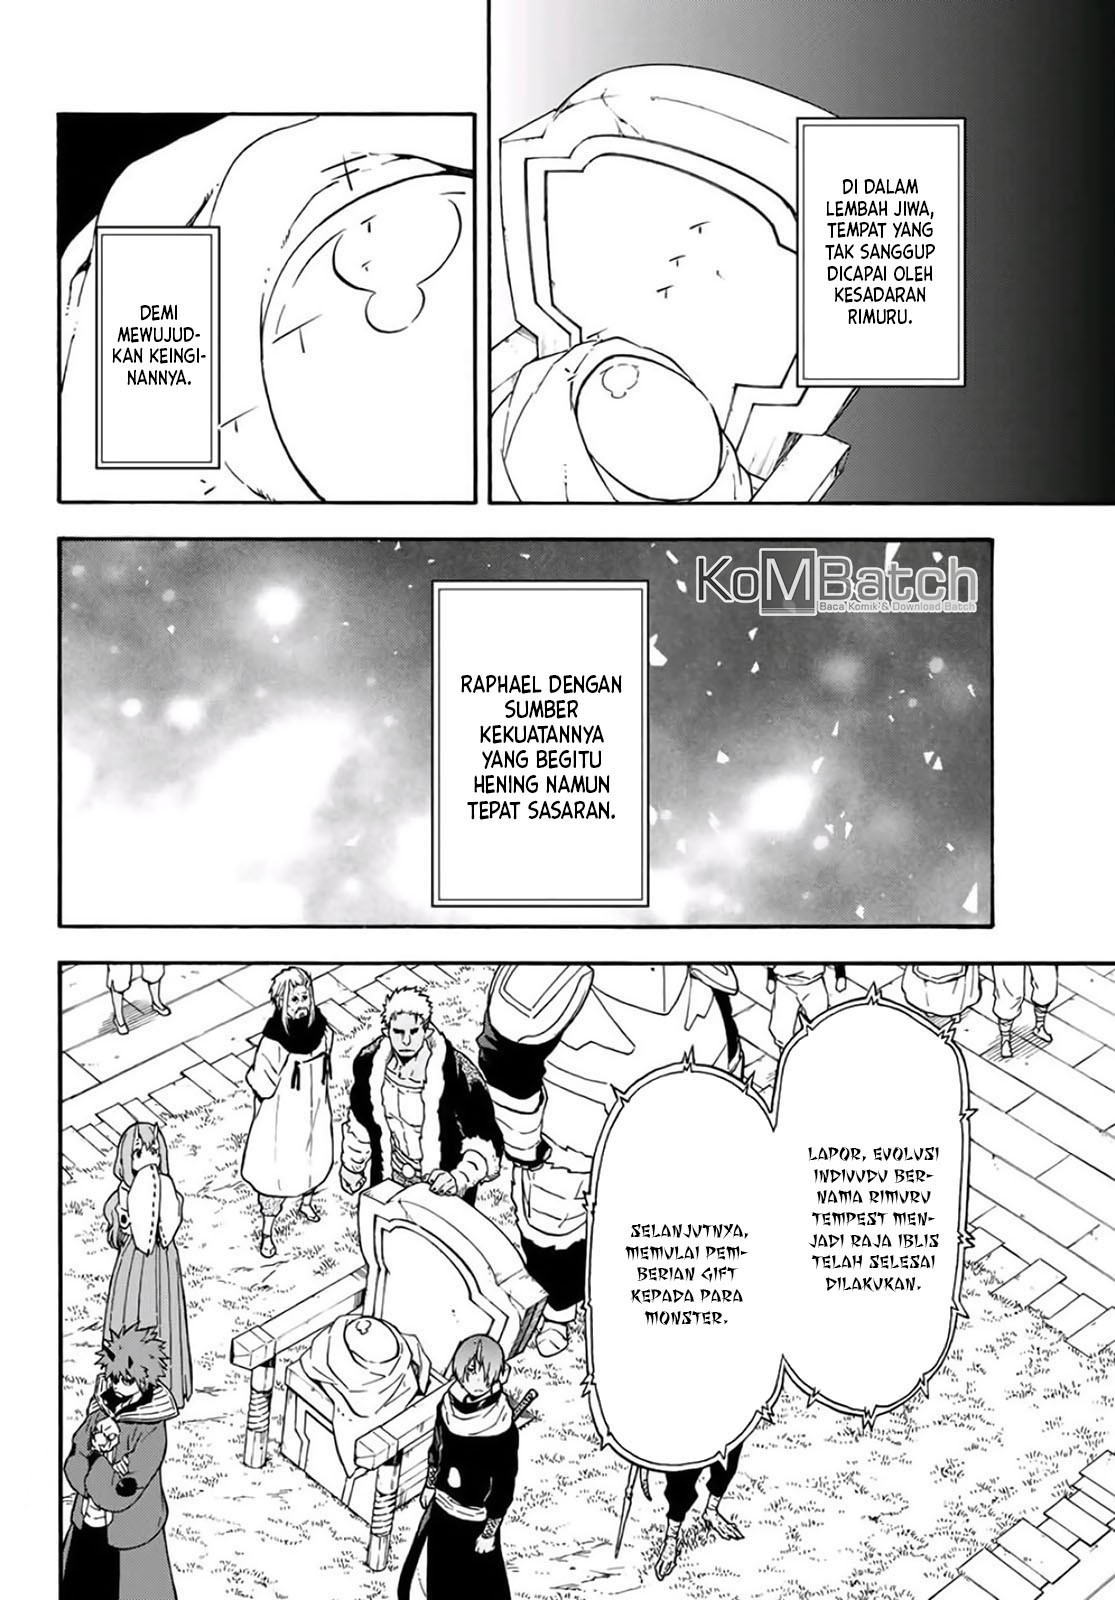 DI DALAM
LEMBAH JIWA,
TEMPAT YANG
TAK SANGGUP
DICAPAI OLEH
KESADARAN
RIMURU.
DEMI
MEWUJUD-
KAN KEINGI-
NANNYA.
KoMBatch
Baca Komik & Download Batch
RAPHAEL DENGAN
SUMBER
KEKUATANNYA
YANG BEGITU
HENING NAMUN
TEPAT SASARAN.
LAPOR, EVOLUSI
INDIVUDU BER-
NAMA RIMURU
TEMPEST MEN-
JADI RAJA IBLIS
TELAH SELESAI
DILAKUKAN.
SELANJUTNYA,
MEMULAI PEM-
BERIAN GIFT
KEPADA PARA
MONSTER.